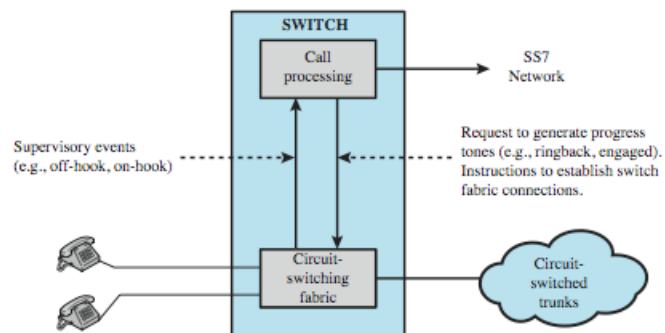 SWITCH
Call
processing
SS7
Network
Supervisory events
(e.g., off-hook, on-hook)
Request to generate progress
tones (e.g., ringback, engaged).
Instructions to establish switch
fabric connections.
Circuit-
switching
fabric
Circuit-
switched
trunks